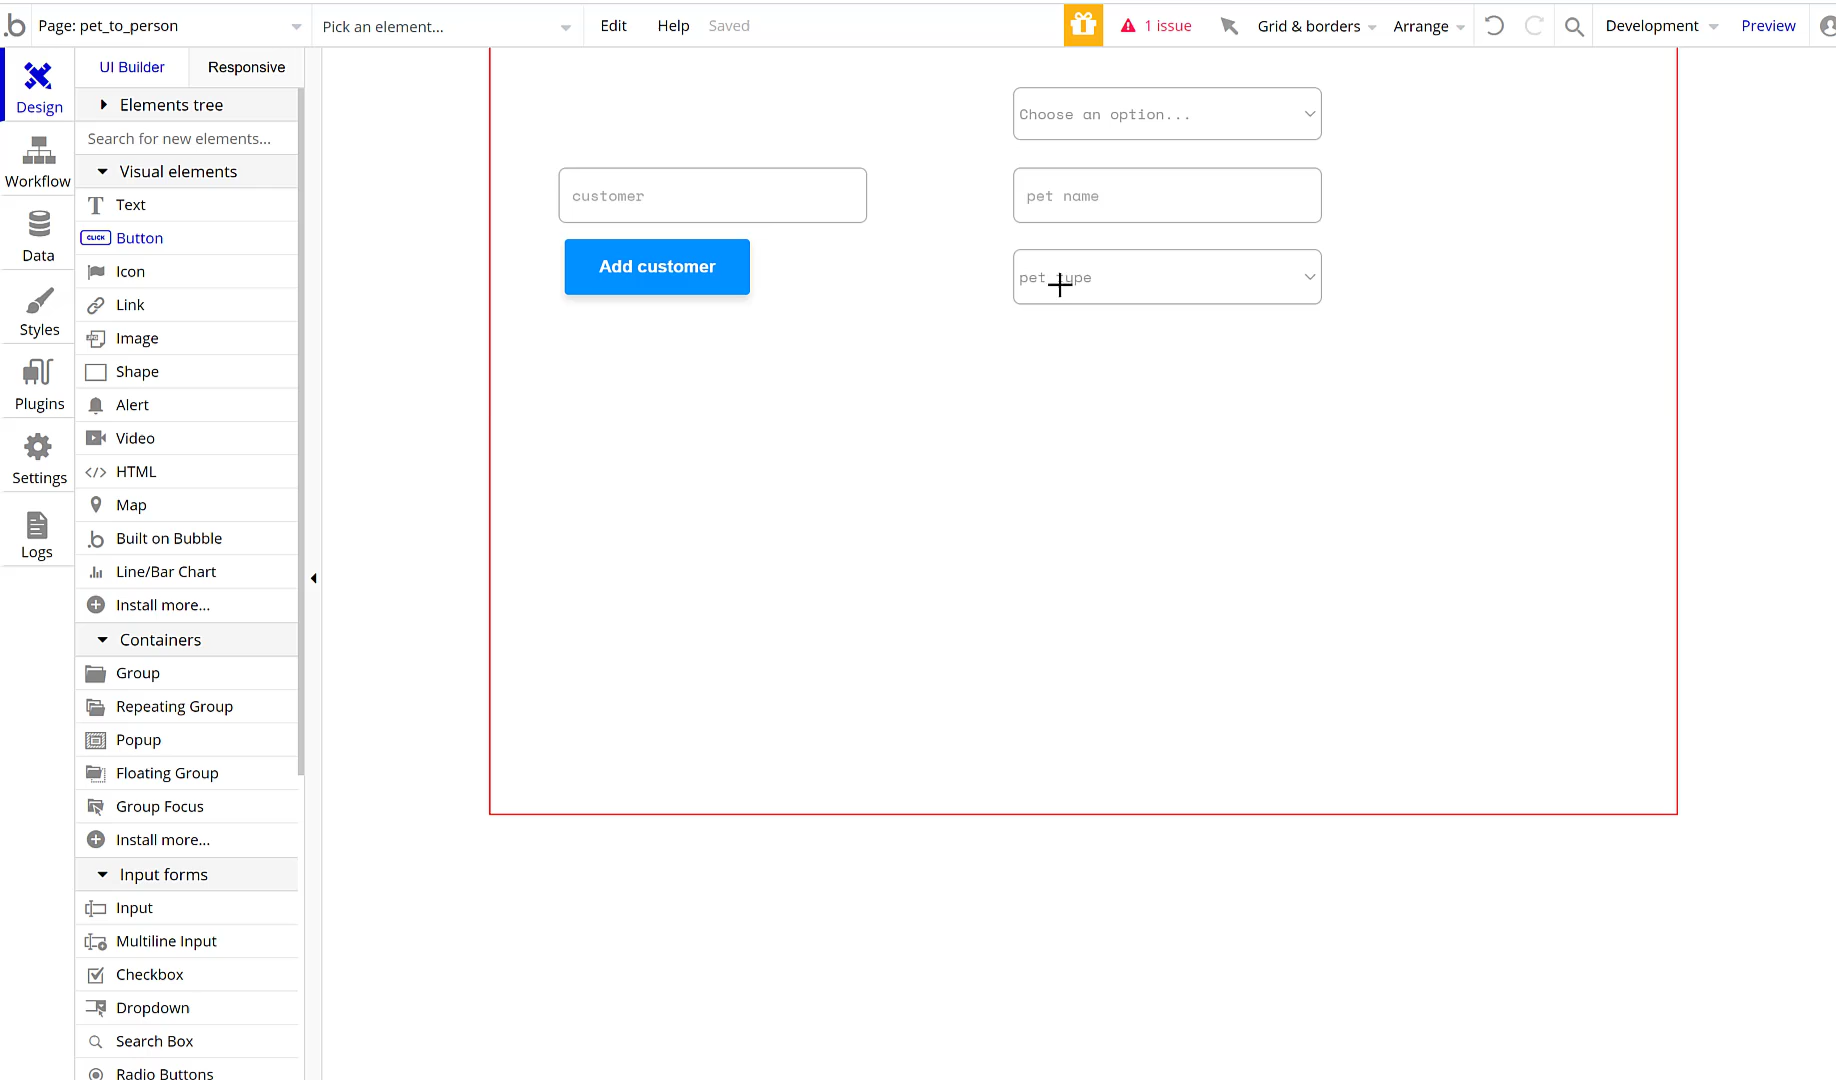 .b Page: pet_to_person Pick an element... Edit Help Saved 1 issue Grid & borders Arrange Development Preview
UI Builder Responsive
Design
Workflow
Data
Styles
Plugins
Settings
Logs
Elements tree
Search for new elements...
Visual elements
Text
CLICK Button
Icon
Link
Image
Shape
Alert
Video
</> HTML
Map
.b Built on Bubble
Line/Bar Chart
Install more...
Containers
Group
Repeating Group
Popup
Floating Group
Group Focus
Install more...
Input forms
Input
Multiline Input
Checkbox
Dropdown
Search Box
Radio Buttons
Choose an option...
customer
pet name
Add customer
pet type